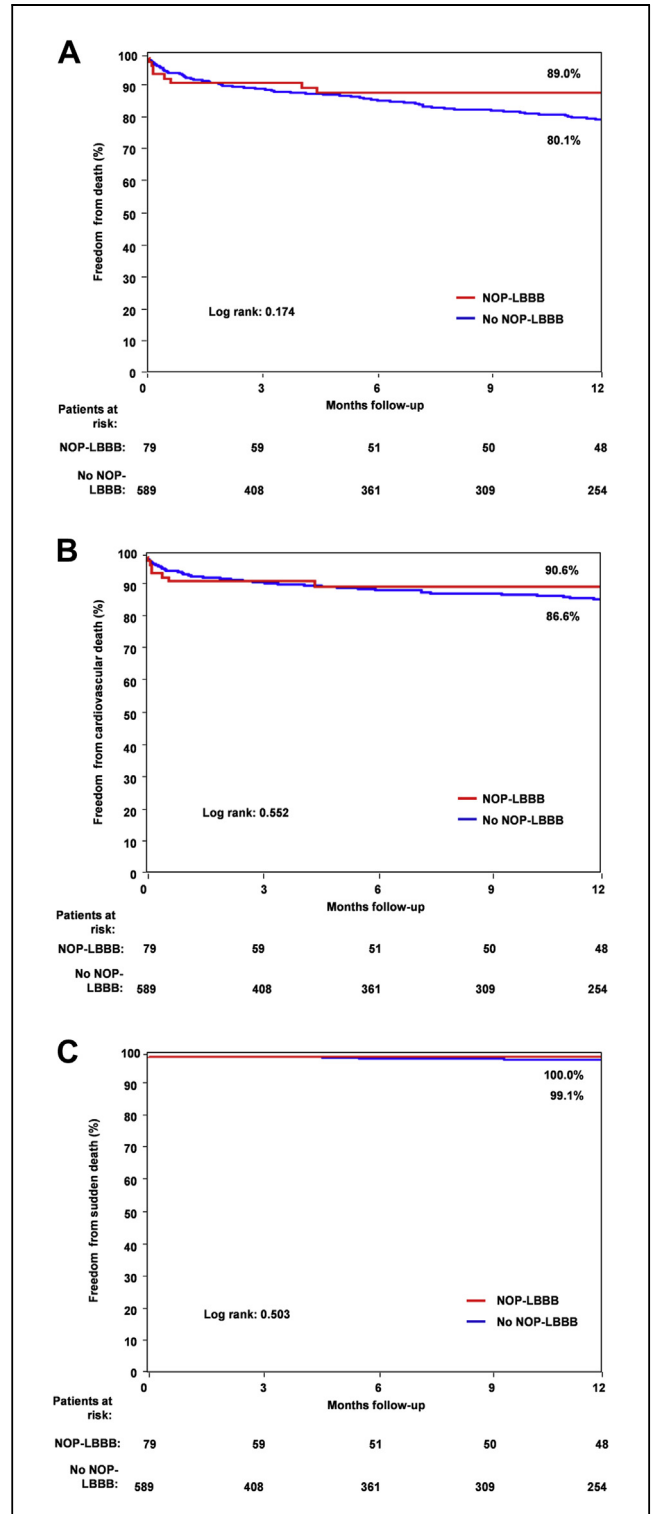 A
100
90
80
70
60
50
40
30
20
10
0
Freedom from death (%)
89.0%
80.1%
Log rank: 0.174
NOP-LBBB
No NOP-LBBB
0 3 6 9 12
Months follow-up
Patients at
risk:
NOP-LBBB: 79 59 51 50 48
No NOP-
LBBB: 589 408 361 309 254
B
100
90
80
70
60
50
40
30
20
10
0
Freedom from cardiovascular death (%)
90.6%
86.6%
Log rank: 0.552
NOP-LBBB
No NOP-LBBB
0 3 6 9 12
Months follow-up
Patients at
risk:
NOP-LBBB: 79 59 51 50 48
No NOP-
LBBB: 589 408 361 309 254
C
100
90
80
70
60
50
40
30
20
10
0
Freedom from sudden death (%)
100.0%
99.1%
Log rank: 0.503
NOP-LBBB
No NOP-LBBB
0 3 6 9 12
Months follow-up
Patients at
risk:
NOP-LBBB: 79 59 51 50 48
No NOP-
LBBB: 589 408 361 309 254